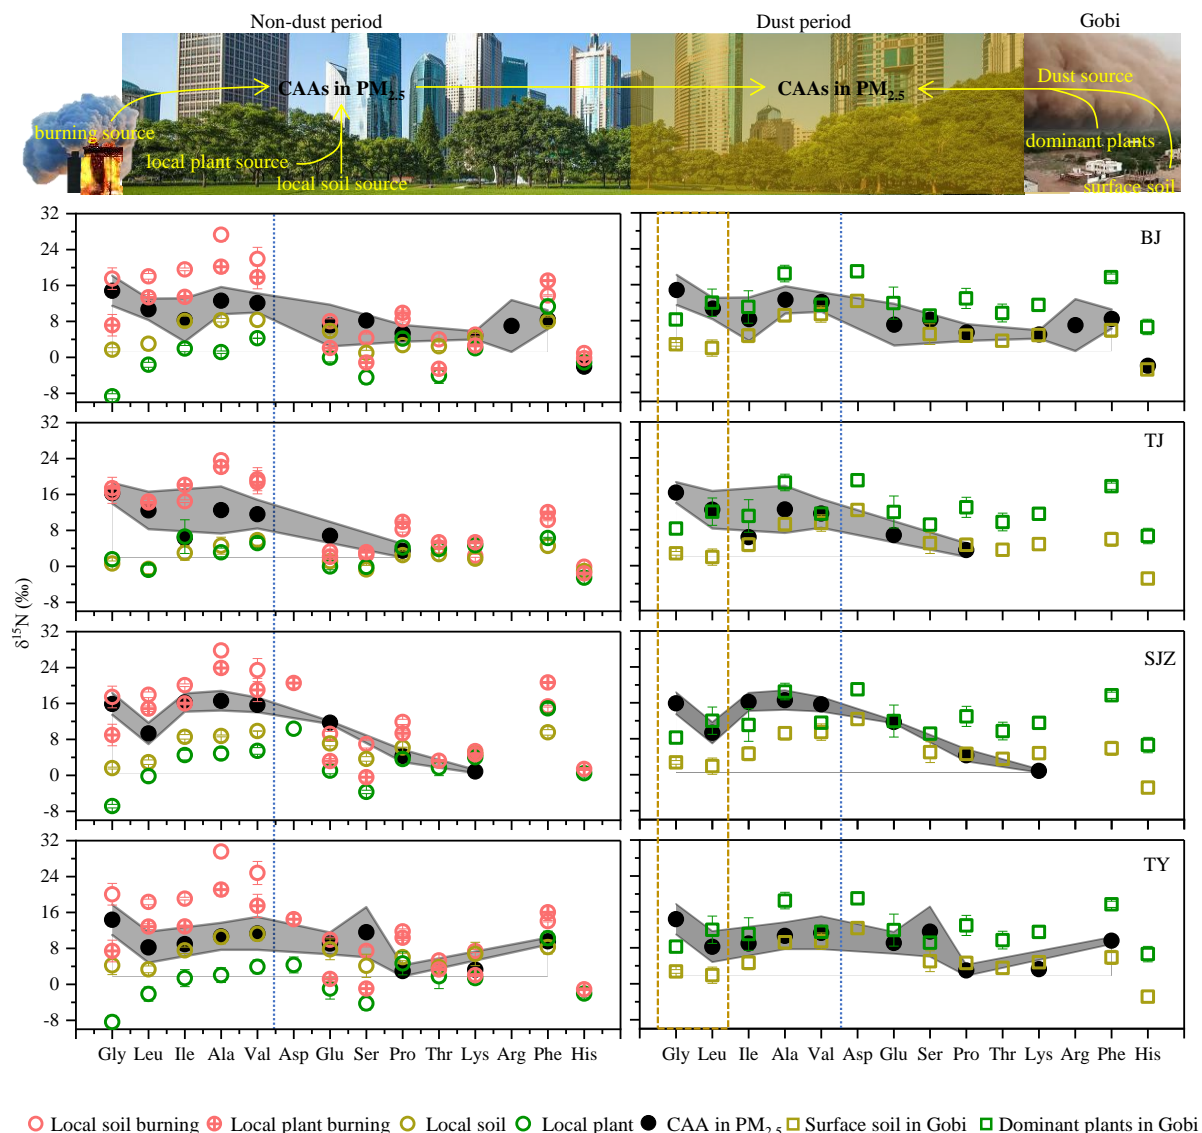 Non-dust period Dust period Gobi
CAAs in PM2.5 CAAs in PM2.5 Dust source
burning source
local plant source
local soil source
dominant plants
surface soil
32
24
16
8
0
-8
BJ
32
24
16
8
0
-8
TJ
δ15N (‰)
32
24
16
8
0
-8
SJZ
32
24
16
8
0
-8
TY
Gly Leu Ile Ala Val Asp Glu Ser Pro Thr Lys Arg Phe His
Gly Leu Ile Ala Val Asp Glu Ser Pro Thr Lys Arg Phe His
Local soil burning Local plant burning Local soil Local plant CAA in PM2.5 Surface soil in Gobi Dominant plants in Gobi